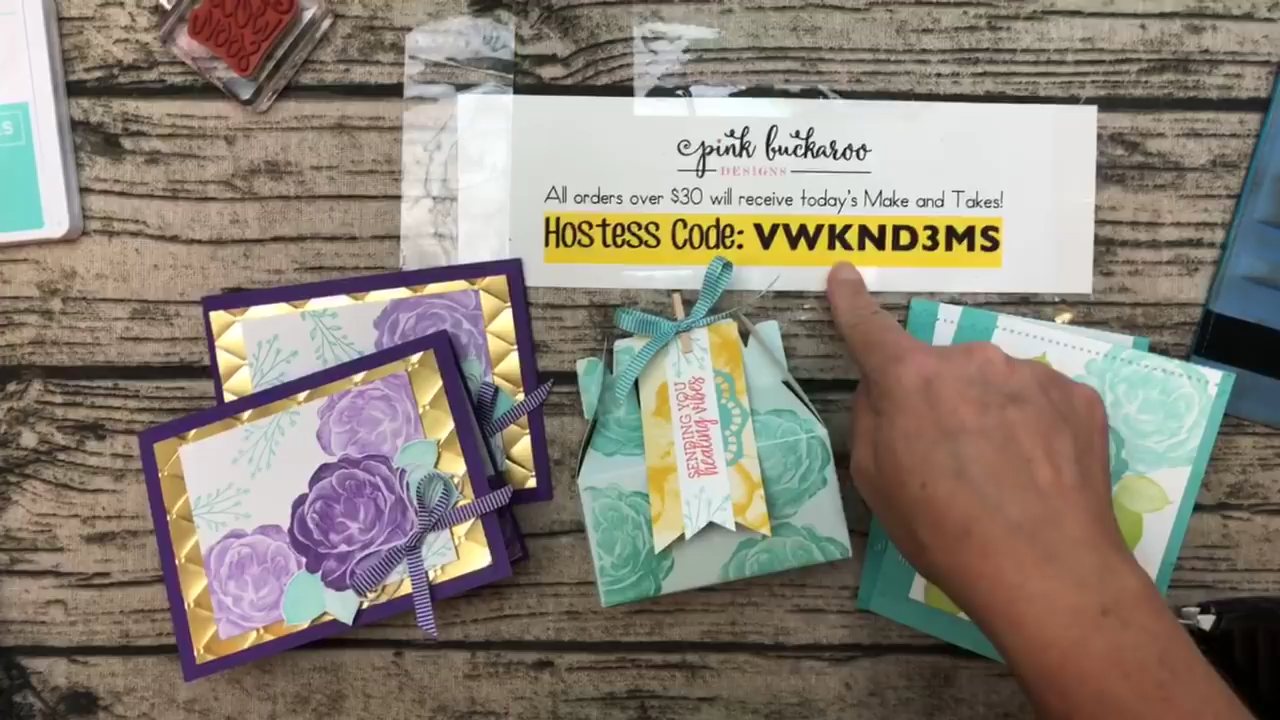 pink buckaroo
DESIGNS
All orders over $30 will receive today's Make and Takes!
Hostess Code: VWKND3MS
SENDING YOU
healing vibes